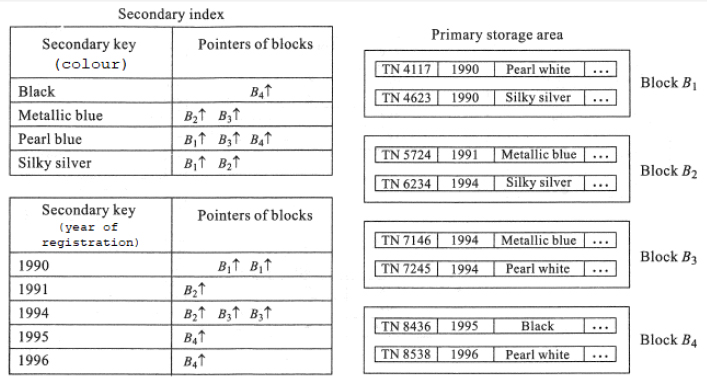 Secondary index
Secondary key
(colour)
Pointers of blocks
Black B₄↑
Metallic blue B₂↑ B₃↑
Pearl blue B₁↑ B₃↑ B₄↑
Silky silver B₁↑ B₂↑
Secondary key
(year of
registration)
Pointers of blocks
1990 B₁↑ B₁↑
1991 B₂↑
1994 B₂↑ B₃↑ B₃↑
1995 B₄↑
1996 B₄↑
Primary storage area
TN 4117 1990 Pearl white ...
TN 4623 1990 Silky silver ...
Block B₁
TN 5724 1991 Metallic blue ...
TN 6234 1994 Silky silver ...
Block B₂
TN 7146 1994 Metallic blue ...
TN 7245 1994 Pearl white ...
Block B₃
TN 8436 1995 Black ...
TN 8538 1996 Pearl white ...
Block B₄